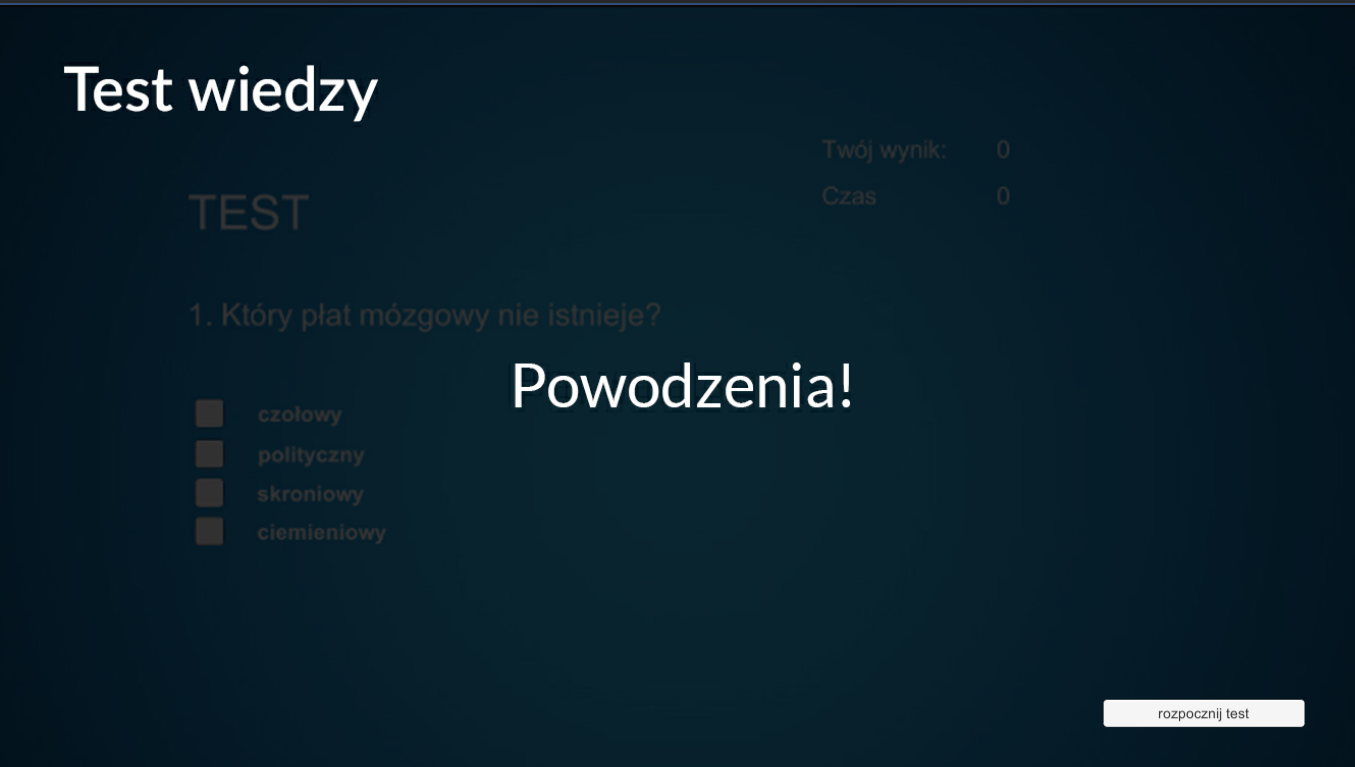 Test wiedzy
Twój wynik: 0
Czas 0
TEST
1. Który płat mózgowy nie istnieje?
Powodzenia!
czołowy
polityczny
skroniowy
ciemieniowy
rozpocznij test